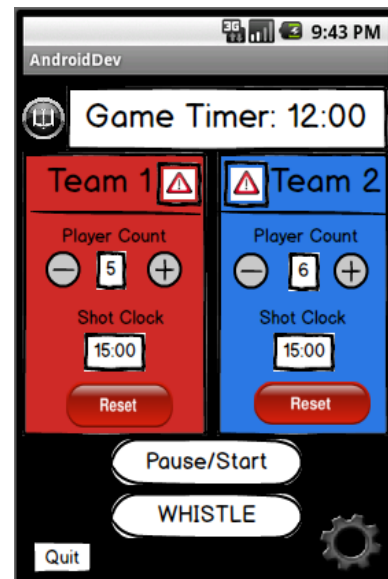 3G
9:43 PM
AndroidDev
Game Timer: 12:00
Team 1
Player Count
5
Shot Clock
15:00
Reset
Team 2
Player Count
6
Shot Clock
15:00
Reset
Pause/Start
WHISTLE
Quit